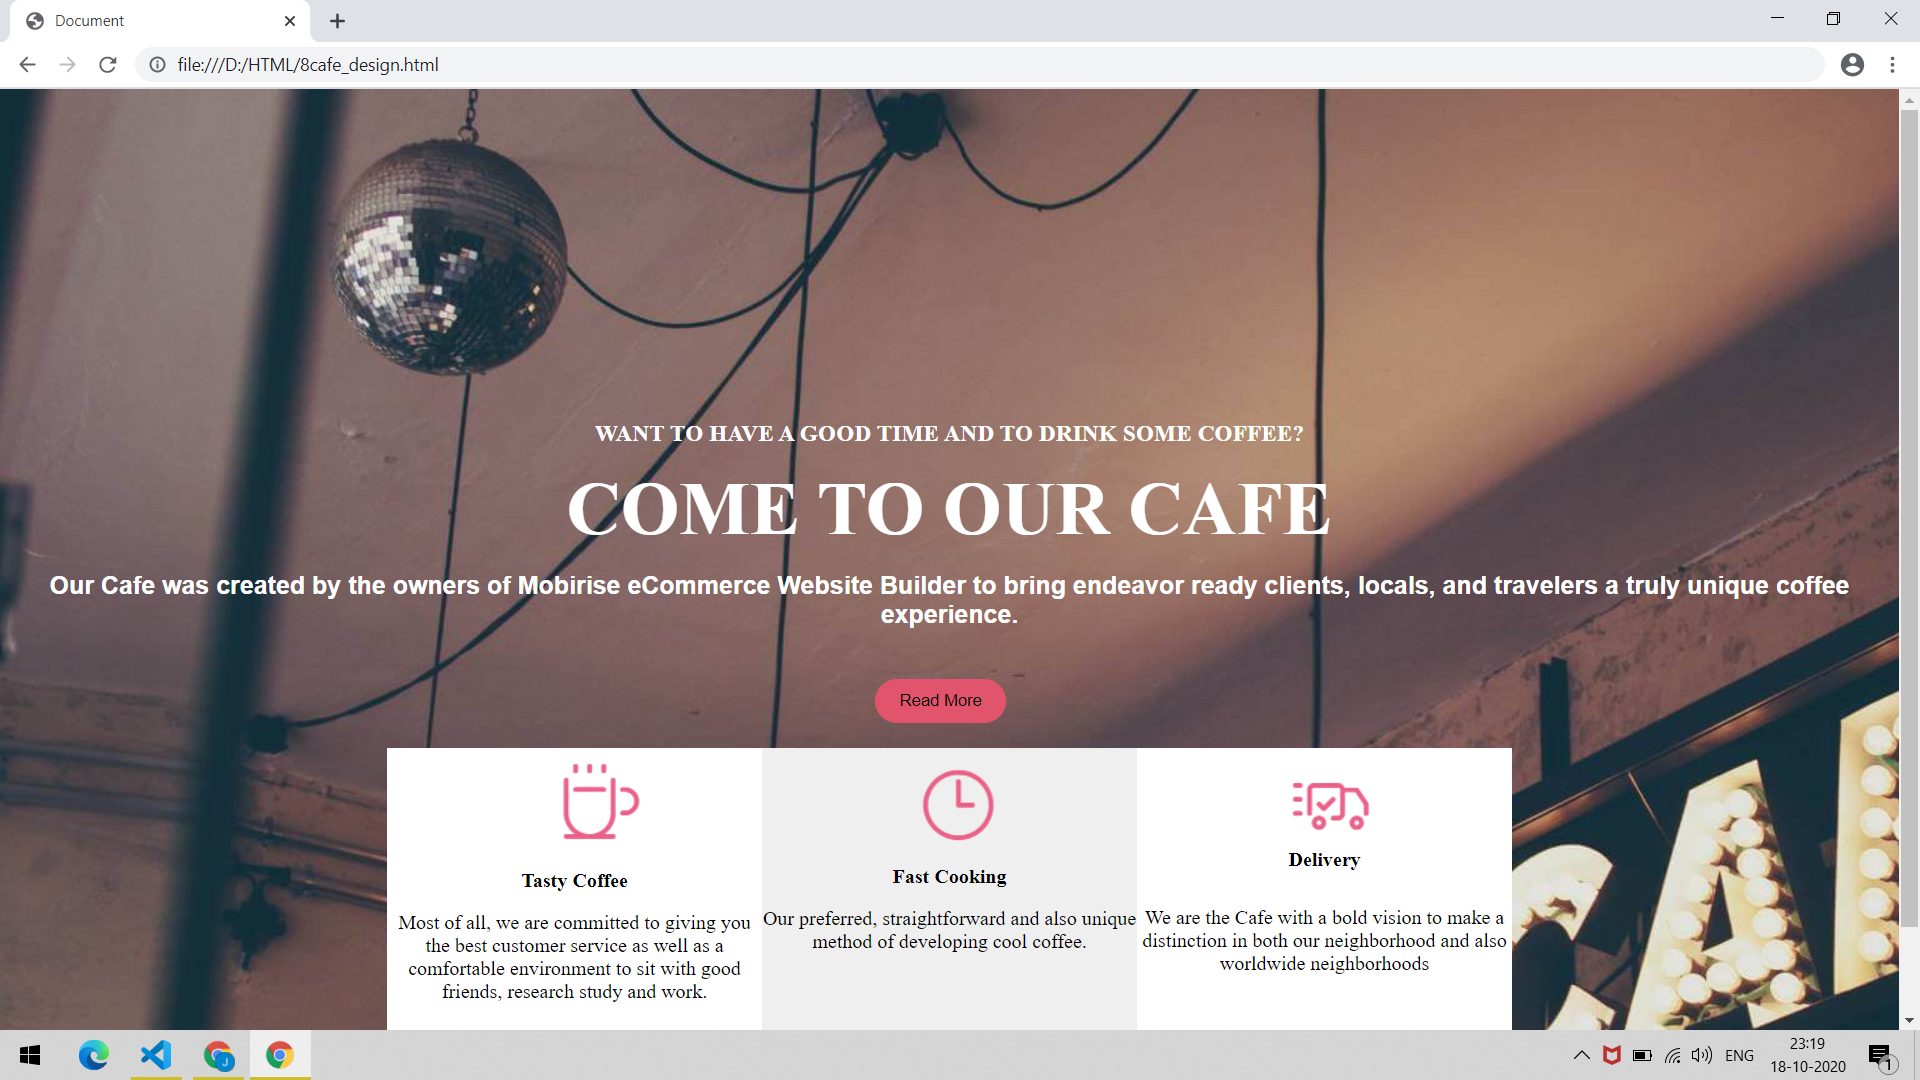 Document
file:///D:/HTML/8cafe_design.html
WANT TO HAVE A GOOD TIME AND TO DRINK SOME COFFEE?
COME TO OUR CAFE
Our Cafe was created by the owners of Mobirise eCommerce Website Builder to bring endeavor ready clients, locals, and travelers a truly unique coffee
experience.
Read More
Tasty Coffee
Most of all, we are committed to giving you
the best customer service as well as a
comfortable environment to sit with good
friends, research study and work.
Fast Cooking
Our preferred, straightforward and also unique
method of developing cool coffee.
Delivery
We are the Cafe with a bold vision to make a
distinction in both our neighborhood and also
worldwide neighborhoods
CAF
J
ENG
23:19
18-10-2020
1